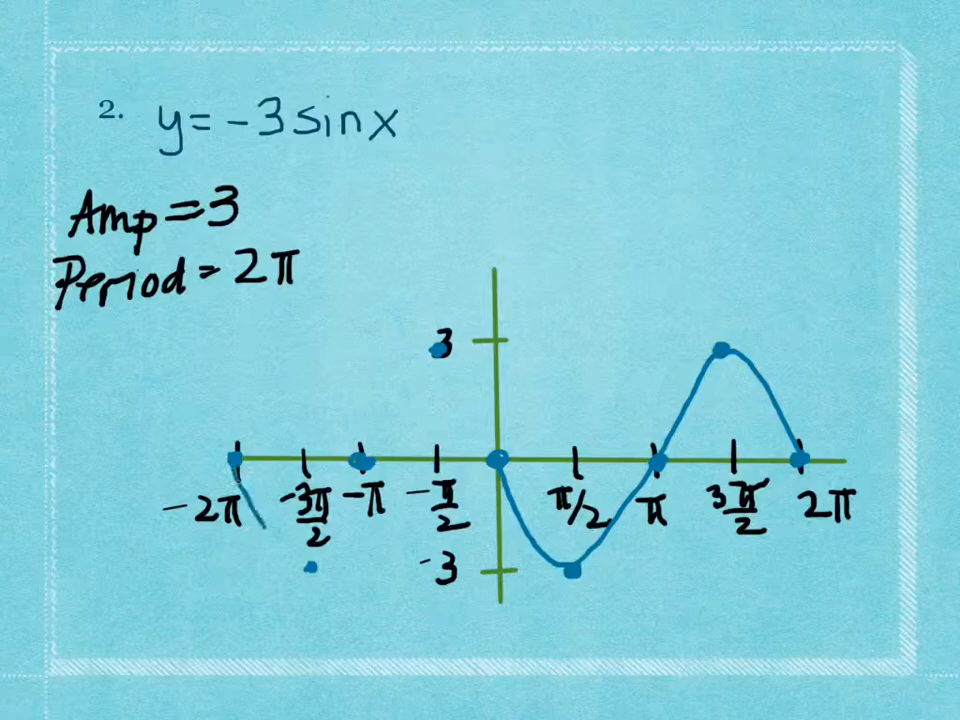 2. y = -3 sin x
Amp = 3
Period = 2π
3
-2π -3π/2 -π -π/2 π/2 π 3π/2 2π
-3